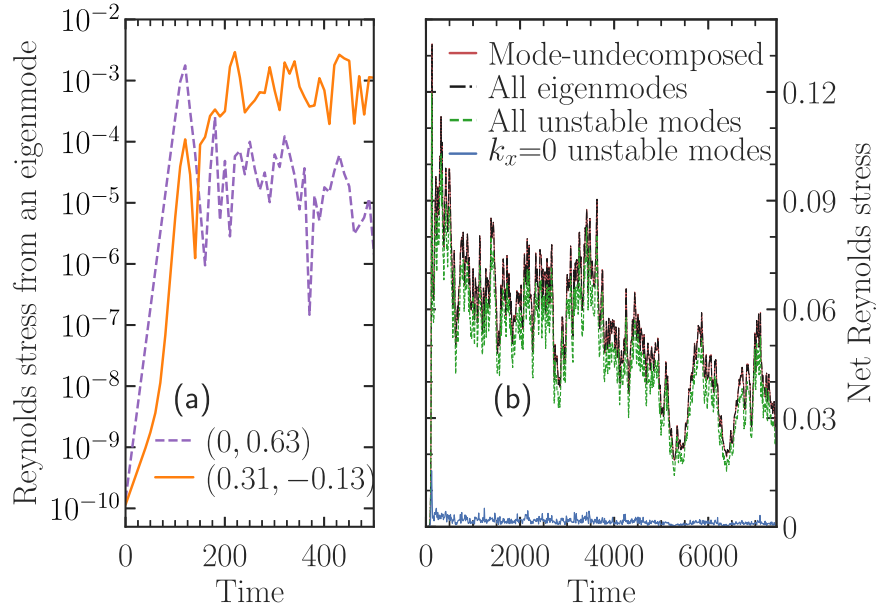 Reynolds stress from an eigenmode
10⁻²
10⁻³
10⁻⁴
10⁻⁵
10⁻⁶
10⁻⁷
10⁻⁸
10⁻⁹
10⁻¹⁰
(a)
(0, 0.63)
(0.31, −0.13)
0 200 400
Time
Mode-undecomposed
All eigenmodes
All unstable modes
kₓ=0 unstable modes
(b)
0 2000 4000 6000
Time
0.12
0.09
0.06
0.03
0
Net Reynolds stress